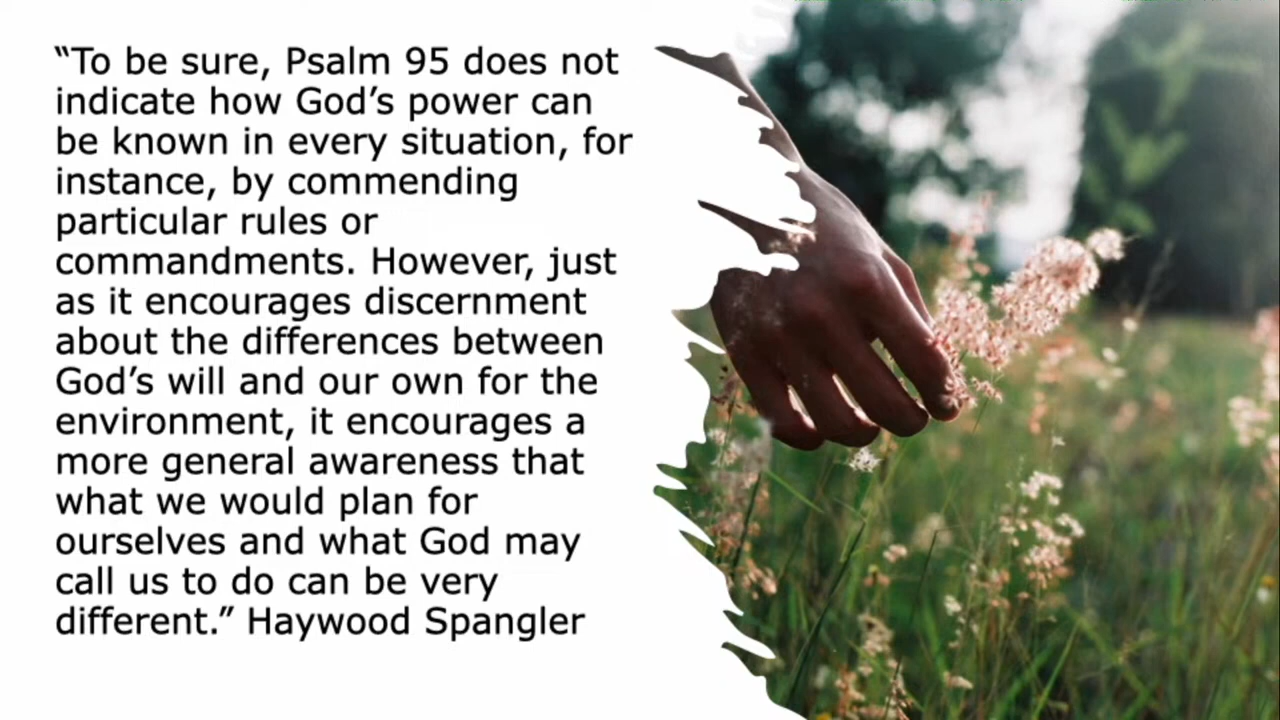 “To be sure, Psalm 95 does not
indicate how God’s power can
be known in every situation, for
instance, by commending
particular rules or
commandments. However, just
as it encourages discernment
about the differences between
God’s will and our own for the
environment, it encourages a
more general awareness that
what we would plan for
ourselves and what God may
call us to do can be very
different.” Haywood Spangler